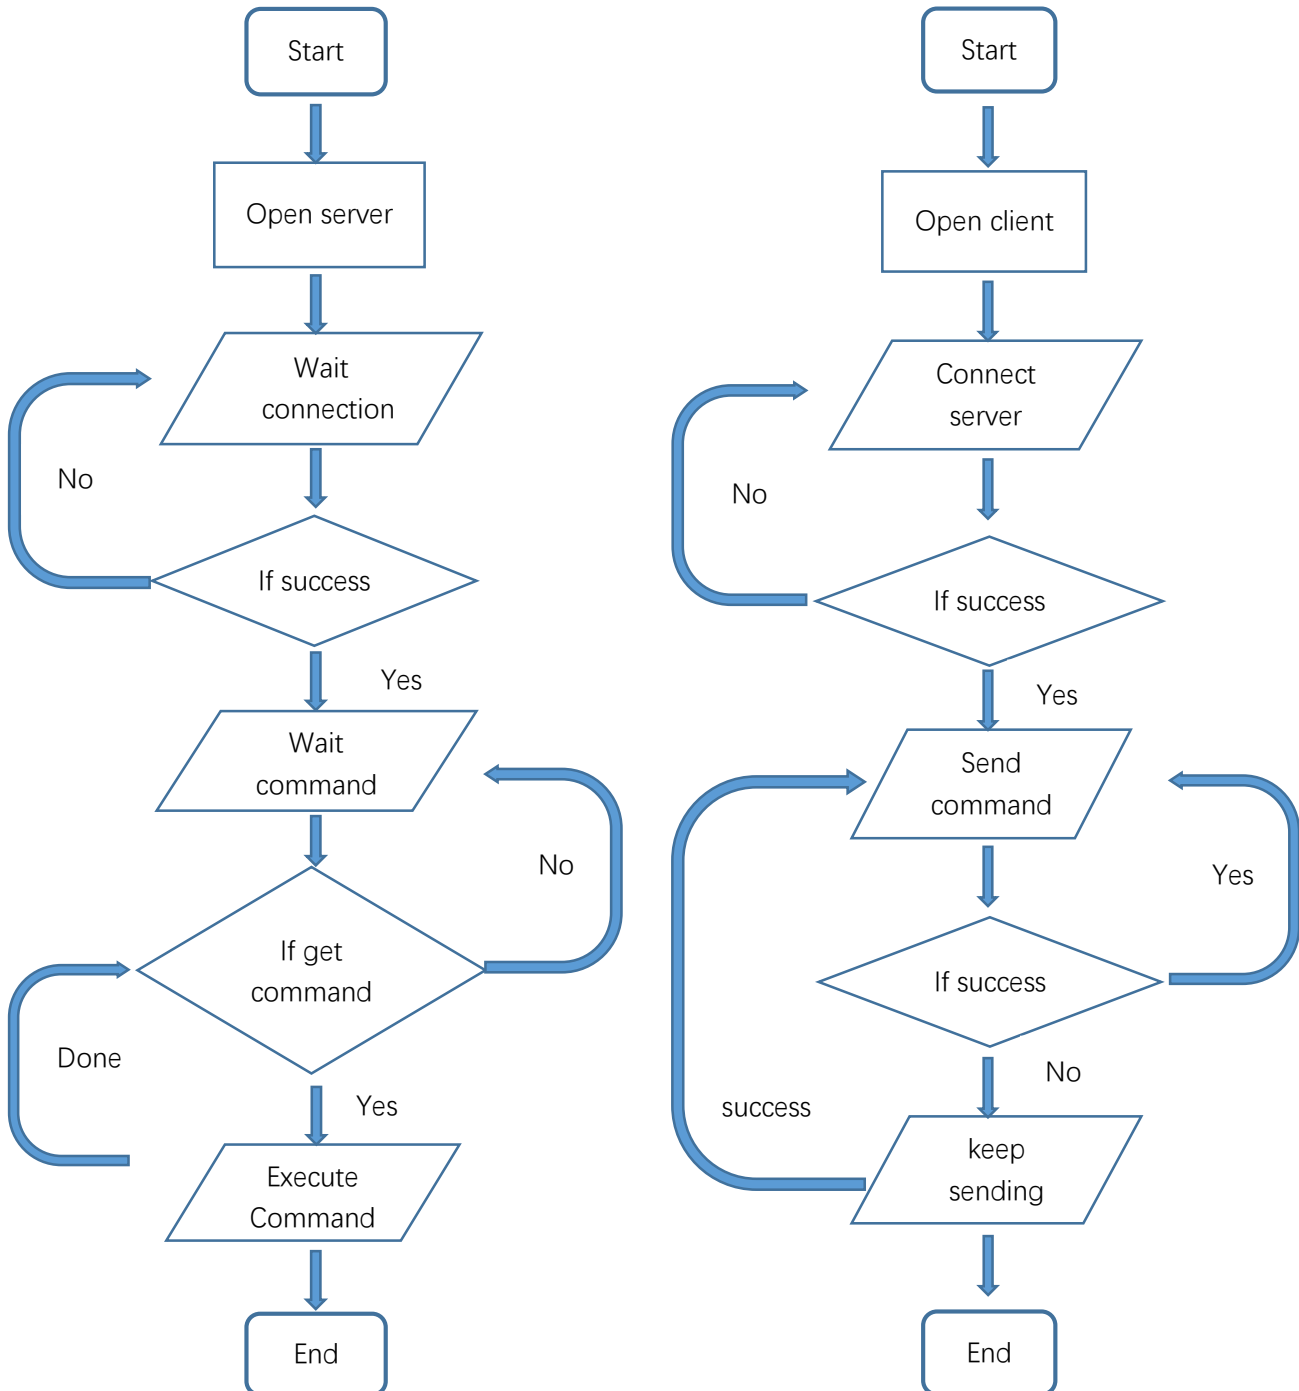 Start
Open server
Wait
connection
No
If success
Yes
Wait
command
No
If get
command
Done
Yes
Execute
Command
End
Start
Open client
Connect
server
No
If success
Yes
Send
command
Yes
If success
No
success
keep
sending
End